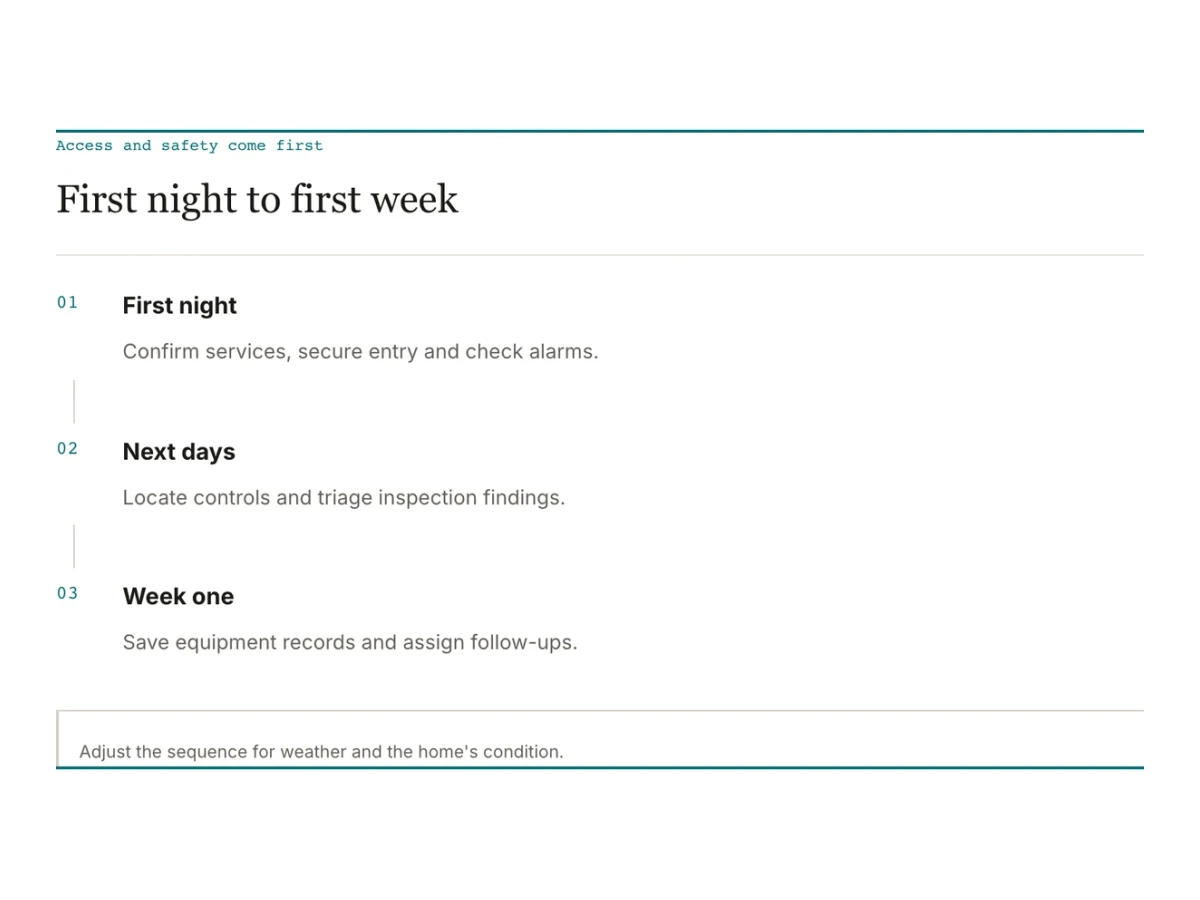 Access and safety come first
First night to first week
01
First night
Confirm services, secure entry and check alarms.
02
Next days
Locate controls and triage inspection findings.
03
Week one
Save equipment records and assign follow-ups.
Adjust the sequence for weather and the home's condition.